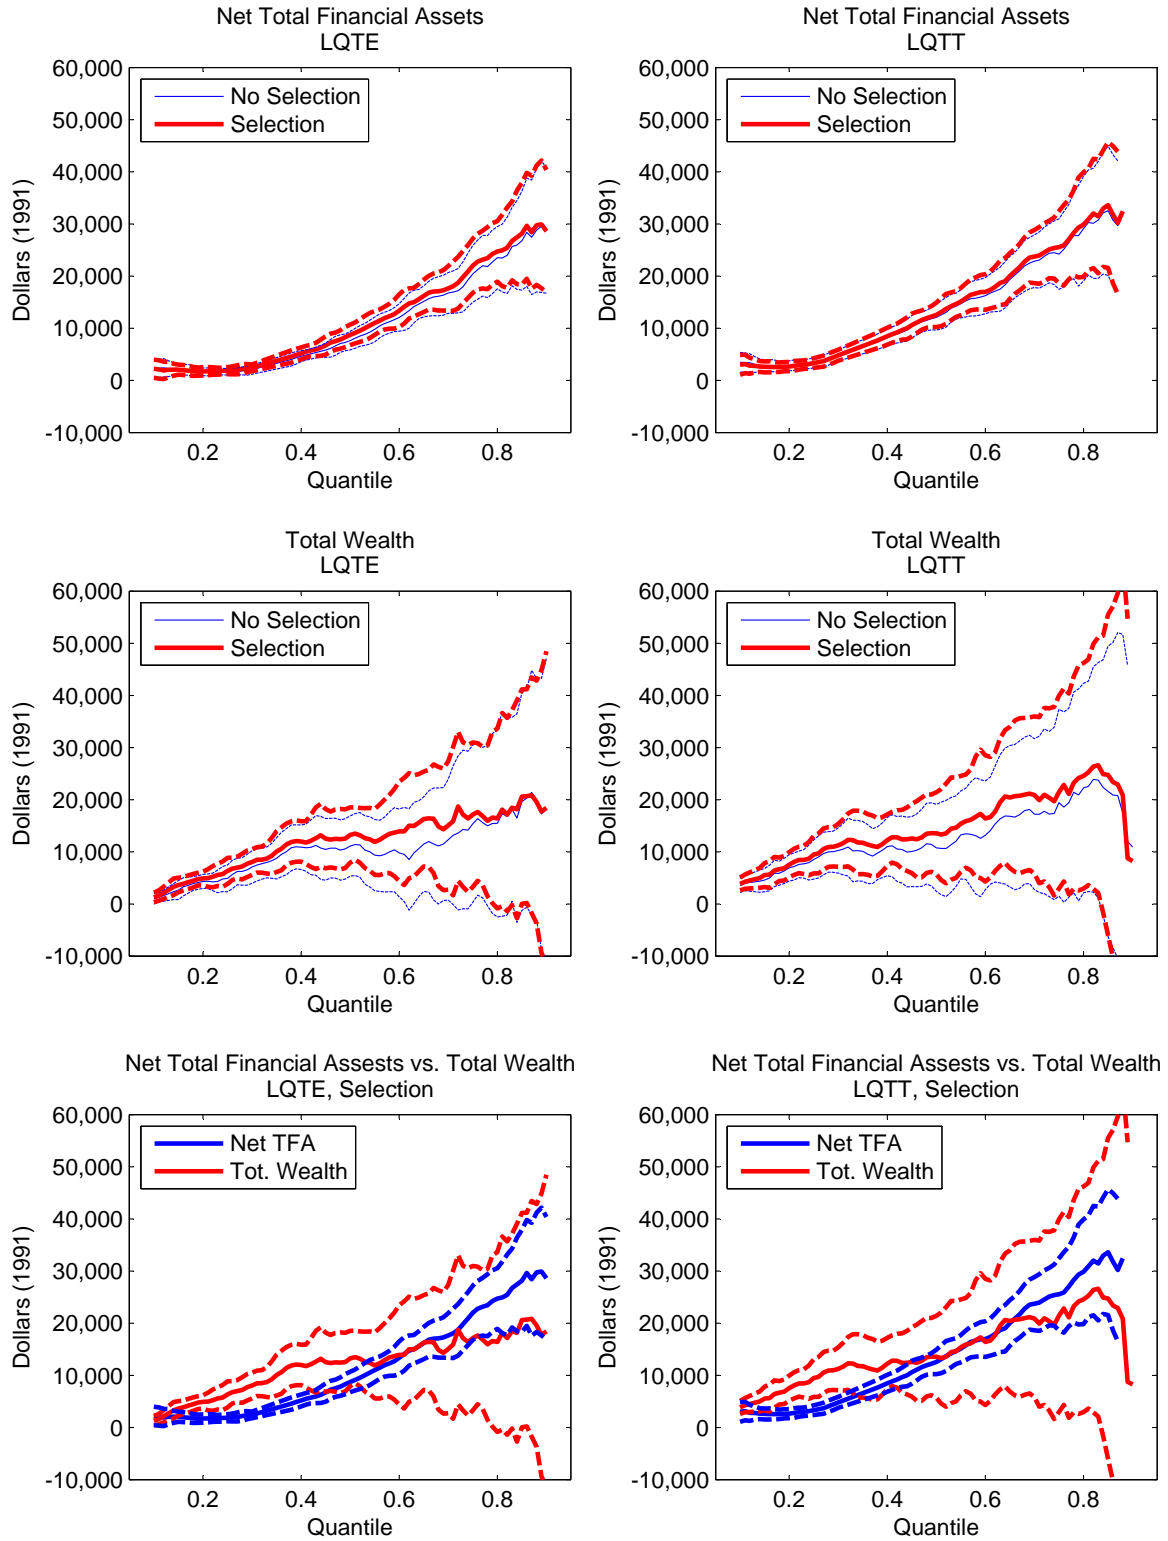 Net Total Financial Assets
LQTE
60,000
50,000
40,000
30,000
20,000
10,000
0
-10,000
Dollars (1991)
No Selection
Selection
0.2 0.4 0.6 0.8
Quantile
Net Total Financial Assets
LQTT
60,000
50,000
40,000
30,000
20,000
10,000
0
-10,000
Dollars (1991)
No Selection
Selection
0.2 0.4 0.6 0.8
Quantile
Total Wealth
LQTE
60,000
50,000
40,000
30,000
20,000
10,000
0
-10,000
Dollars (1991)
No Selection
Selection
0.2 0.4 0.6 0.8
Quantile
Total Wealth
LQTT
60,000
50,000
40,000
30,000
20,000
10,000
0
-10,000
Dollars (1991)
No Selection
Selection
0.2 0.4 0.6 0.8
Quantile
Net Total Financial Assests vs. Total Wealth
LQTE, Selection
60,000
50,000
40,000
30,000
20,000
10,000
0
-10,000
Dollars (1991)
Net TFA
Tot. Wealth
0.2 0.4 0.6 0.8
Quantile
Net Total Financial Assests vs. Total Wealth
LQTT, Selection
60,000
50,000
40,000
30,000
20,000
10,000
0
-10,000
Dollars (1991)
Net TFA
Tot. Wealth
0.2 0.4 0.6 0.8
Quantile